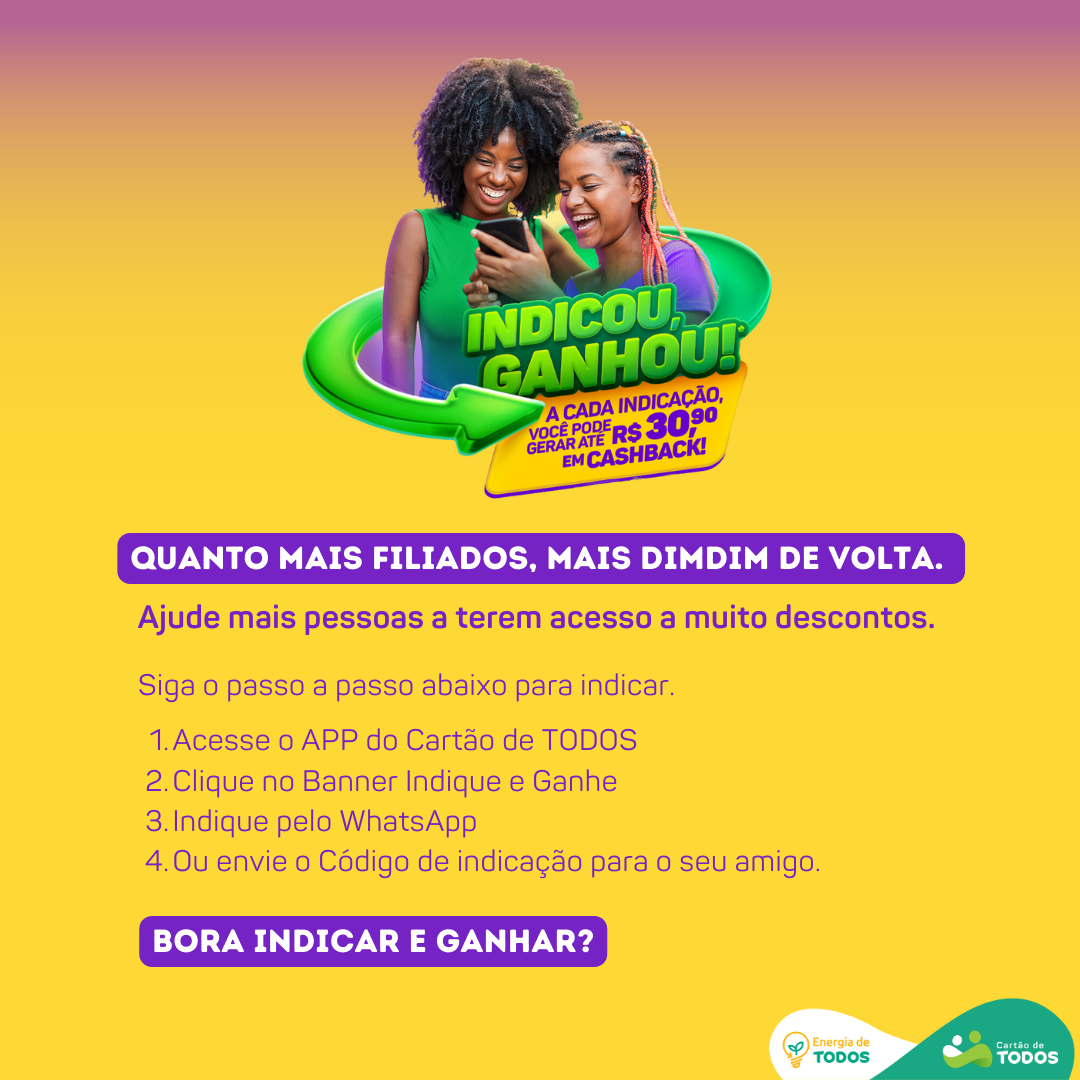 INDICOU,
GANHOU!*
A CADA INDICAÇÃO,
VOCÊ PODE
GERAR ATÉ R$ 30,90
EM CASHBACK!
QUANTO MAIS FILIADOS, MAIS DIMDIM DE VOLTA.
Ajude mais pessoas a terem acesso a muito descontos.
Siga o passo a passo abaixo para indicar.
1. Acesse o APP do Cartão de TODOS
2. Clique no Banner Indique e Ganhe
3. Indique pelo WhatsApp
4. Ou envie o Código de indicação para o seu amigo.
BORA INDICAR E GANHAR?
Energia de
TODOS
Cartão de
TODOS